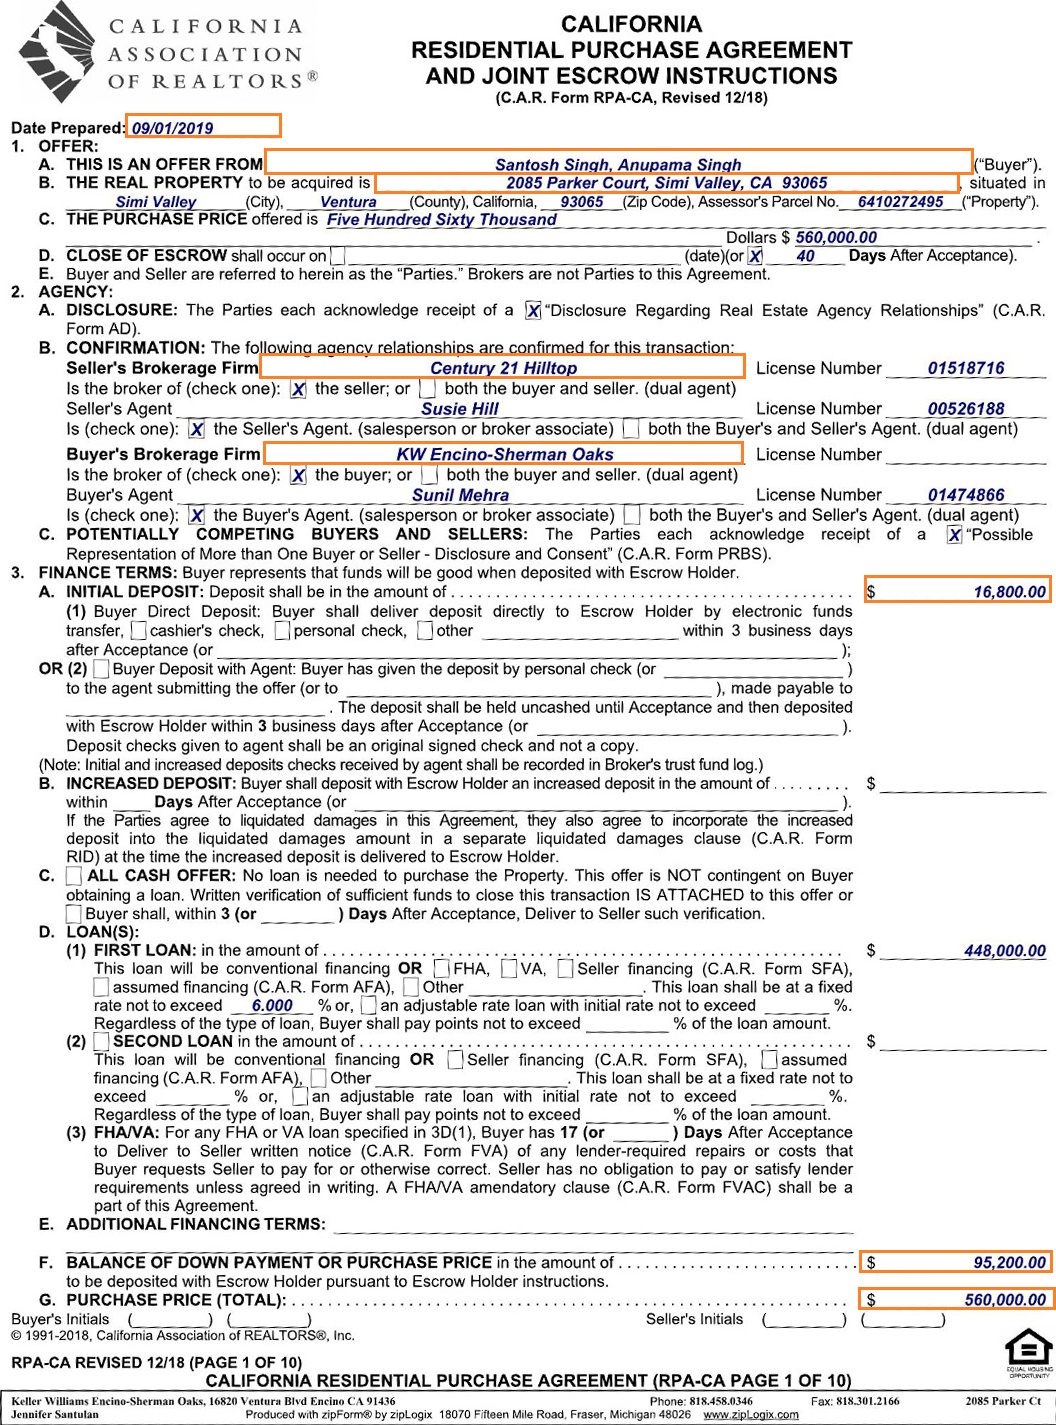 CALIFORNIA
ASSOCIATION
OF REALTORS®
CALIFORNIA
RESIDENTIAL PURCHASE AGREEMENT
AND JOINT ESCROW INSTRUCTIONS
(C.A.R. Form RPA-CA, Revised 12/18)
Date Prepared: 09/01/2019
1. OFFER:
A. THIS IS AN OFFER FROM Santosh Singh, Anupama Singh ("Buyer").
B. THE REAL PROPERTY to be acquired is 2085 Parker Court, Simi Valley, CA 93065 , situated in
Simi Valley (City), Ventura (County), California, 93065 (Zip Code), Assessor's Parcel No. 6410272495 ("Property").
C. THE PURCHASE PRICE offered is Five Hundred Sixty Thousand
Dollars $ 560,000.00 .
D. CLOSE OF ESCROW shall occur on (date)(or X 40 Days After Acceptance).
E. Buyer and Seller are referred to herein as the "Parties." Brokers are not Parties to this Agreement.
2. AGENCY:
A. DISCLOSURE: The Parties each acknowledge receipt of a X "Disclosure Regarding Real Estate Agency Relationships" (C.A.R.
Form AD).
B. CONFIRMATION: The following agency relationships are confirmed for this transaction:
Seller's Brokerage Firm Century 21 Hilltop License Number 01518716
Is the broker of (check one): X the seller; or both the buyer and seller. (dual agent)
Seller's Agent Susie Hill License Number 00526188
Is (check one): X the Seller's Agent. (salesperson or broker associate) both the Buyer's and Seller's Agent. (dual agent)
Buyer's Brokerage Firm KW Encino-Sherman Oaks License Number
Is the broker of (check one): X the buyer; or both the buyer and seller. (dual agent)
Buyer's Agent Sunil Mehra License Number 01474866
Is (check one): X the Buyer's Agent. (salesperson or broker associate) both the Buyer's and Seller's Agent. (dual agent)
C. POTENTIALLY COMPETING BUYERS AND SELLERS: The Parties each acknowledge receipt of a X "Possible
Representation of More than One Buyer or Seller - Disclosure and Consent" (C.A.R. Form PRBS).
3. FINANCE TERMS: Buyer represents that funds will be good when deposited with Escrow Holder.
A. INITIAL DEPOSIT: Deposit shall be in the amount of . . . . . . . . . . $ 16,800.00
(1) Buyer Direct Deposit: Buyer shall deliver deposit directly to Escrow Holder by electronic funds
transfer, cashier's check, personal check, other within 3 business days
after Acceptance (or );
OR (2) Buyer Deposit with Agent: Buyer has given the deposit by personal check (or )
to the agent submitting the offer (or to ), made payable to
. The deposit shall be held uncashed until Acceptance and then deposited
with Escrow Holder within 3 business days after Acceptance (or ).
Deposit checks given to agent shall be an original signed check and not a copy.
(Note: Initial and increased deposits checks received by agent shall be recorded in Broker's trust fund log.)
B. INCREASED DEPOSIT: Buyer shall deposit with Escrow Holder an increased deposit in the amount of . . . . . . . . . $
within Days After Acceptance (or ).
If the Parties agree to liquidated damages in this Agreement, they also agree to incorporate the increased
deposit into the liquidated damages amount in a separate liquidated damages clause (C.A.R. Form
RID) at the time the increased deposit is delivered to Escrow Holder.
C. ALL CASH OFFER: No loan is needed to purchase the Property. This offer is NOT contingent on Buyer
obtaining a loan. Written verification of sufficient funds to close this transaction IS ATTACHED to this offer or
Buyer shall, within 3 (or ) Days After Acceptance, Deliver to Seller such verification.
D. LOAN(S):
(1) FIRST LOAN: in the amount of . . . . . . . . . . $ 448,000.00
This loan will be conventional financing OR FHA, VA, Seller financing (C.A.R. Form SFA),
assumed financing (C.A.R. Form AFA), Other . This loan shall be at a fixed
rate not to exceed 6.000 % or, an adjustable rate loan with initial rate not to exceed %.
Regardless of the type of loan, Buyer shall pay points not to exceed % of the loan amount.
(2) SECOND LOAN in the amount of . . . . . . . . . . $
This loan will be conventional financing OR Seller financing (C.A.R. Form SFA), assumed
financing (C.A.R. Form AFA), Other . This loan shall be at a fixed rate not to
exceed % or, an adjustable rate loan with initial rate not to exceed %.
Regardless of the type of loan, Buyer shall pay points not to exceed % of the loan amount.
(3) FHA/VA: For any FHA or VA loan specified in 3D(1), Buyer has 17 (or ) Days After Acceptance
to Deliver to Seller written notice (C.A.R. Form FVA) of any lender-required repairs or costs that
Buyer requests Seller to pay for or otherwise correct. Seller has no obligation to pay or satisfy lender
requirements unless agreed in writing. A FHA/VA amendatory clause (C.A.R. Form FVAC) shall be a
part of this Agreement.
E. ADDITIONAL FINANCING TERMS:
F. BALANCE OF DOWN PAYMENT OR PURCHASE PRICE in the amount of . . . . . . . . . . $ 95,200.00
to be deposited with Escrow Holder pursuant to Escrow Holder instructions.
G. PURCHASE PRICE (TOTAL): . . . . . . . . . . $ 560,000.00
Buyer's Initials ( ) ( ) Seller's Initials ( ) ( )
© 1991-2018, California Association of REALTORS®, Inc.
RPA-CA REVISED 12/18 (PAGE 1 OF 10)
EQUAL HOUSING
OPPORTUNITY
CALIFORNIA RESIDENTIAL PURCHASE AGREEMENT (RPA-CA PAGE 1 OF 10)
Keller Williams Encino-Sherman Oaks, 16820 Ventura Blvd Encino CA 91436 Phone: 818.458.0346 Fax: 818.301.2166 2085 Parker Ct
Jennifer Santulan Produced with zipForm® by zipLogix 18070 Fifteen Mile Road, Fraser, Michigan 48026 www.zipLogix.com